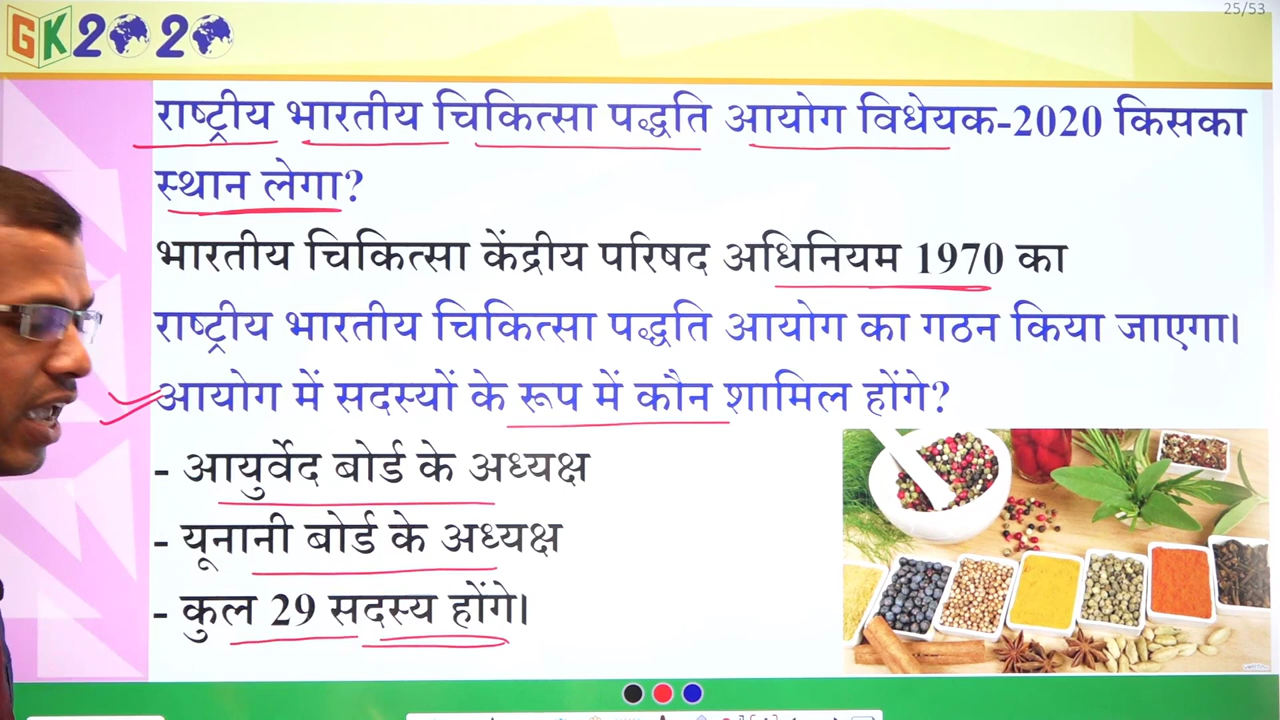 25/53
GK2020
राष्ट्रीय भारतीय चिकित्सा पद्धति आयोग विधेयक-2020 किसका
स्थान लेगा?
भारतीय चिकित्सा केंद्रीय परिषद अधिनियम 1970 का
राष्ट्रीय भारतीय चिकित्सा पद्धति आयोग का गठन किया जाएगा।
आयोग में सदस्यों के रूप में कौन शामिल होंगे?
- आयुर्वेद बोर्ड के अध्यक्ष
- यूनानी बोर्ड के अध्यक्ष
- कुल 29 सदस्य होंगे।